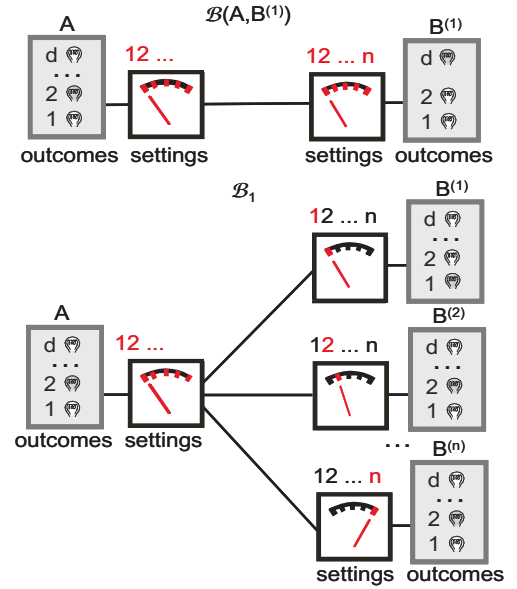 ℬ(A,B⁽¹⁾)
A
B⁽¹⁾
d
...
2
1
12 ...
12 ... n
d
2
1
outcomes
settings
settings
outcomes
ℬ₁
B⁽¹⁾
12 ... n
d
...
2
1
A
d
...
2
1
12 ...
outcomes
settings
B⁽²⁾
12 ... n
d
...
2
1
...
B⁽ⁿ⁾
12 ... n
d
...
2
1
settings
outcomes